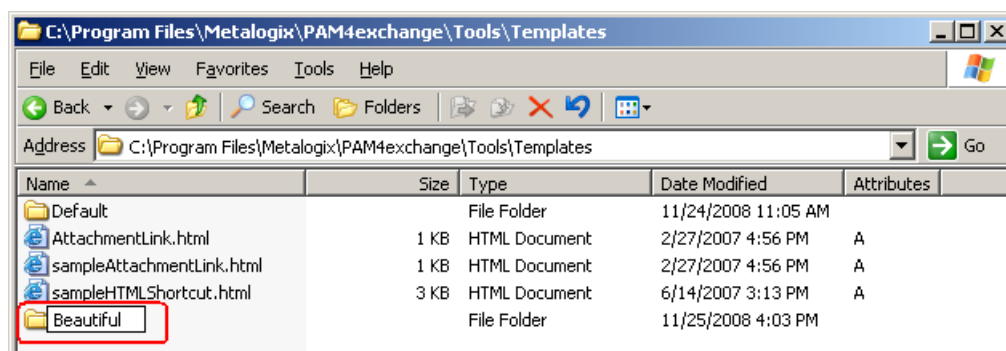 C:\Program Files\Metalogix\PAM4exchange\Tools\Templates
File Edit View Favorites Tools Help
Back Search Folders
Address C:\Program Files\Metalogix\PAM4exchange\Tools\Templates Go
Name Size Type Date Modified Attributes
Default File Folder 11/24/2008 11:05 AM
AttachmentLink.html 1 KB HTML Document 2/27/2007 4:56 PM A
sampleAttachmentLink.html 1 KB HTML Document 2/27/2007 4:56 PM A
sampleHTMLShortcut.html 3 KB HTML Document 6/14/2007 3:13 PM A
Beautiful File Folder 11/25/2008 4:03 PM